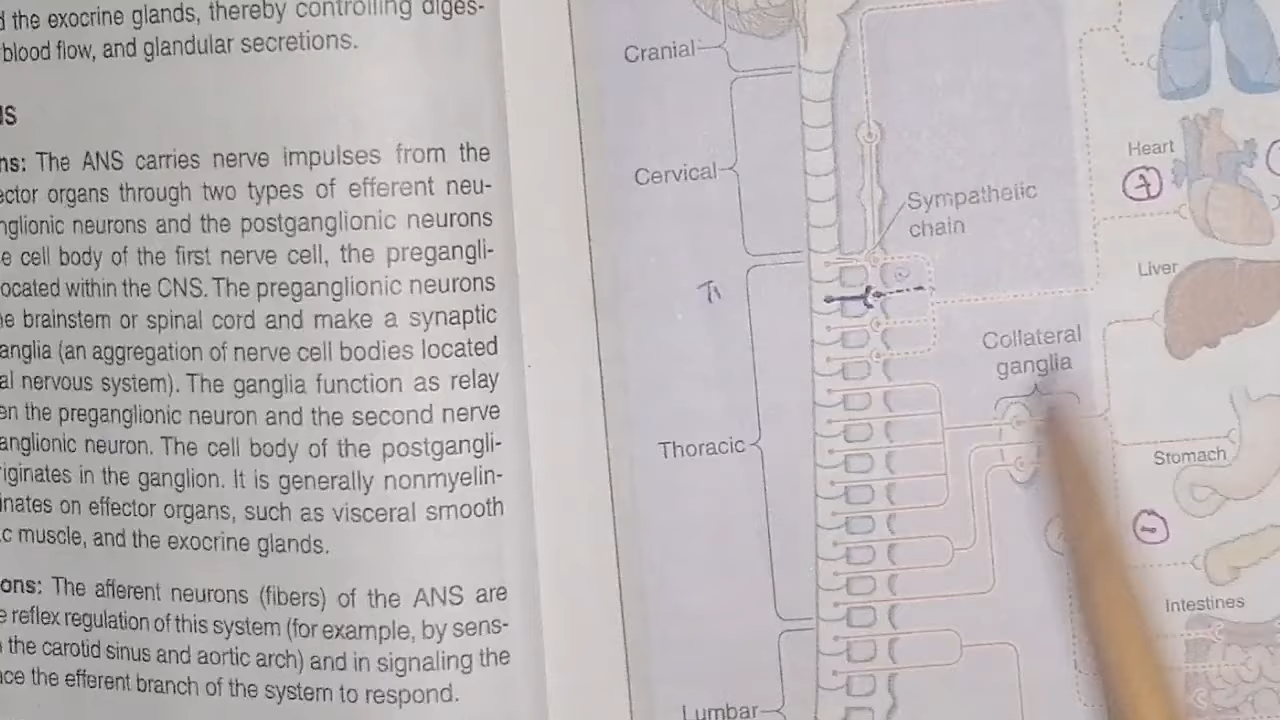 d the exocrine glands, thereby controlling diges-
blood flow, and glandular secretions.
ns: The ANS carries nerve impulses from the
ector organs through two types of efferent neu-
nglionic neurons and the postganglionic neurons
e cell body of the first nerve cell, the pregangli-
ocated within the CNS. The preganglionic neurons
e brainstem or spinal cord and make a synaptic
anglia (an aggregation of nerve cell bodies located
al nervous system). The ganglia function as relay
en the preganglionic neuron and the second nerve
anglionic neuron. The cell body of the postgangli-
riginates in the ganglion. It is generally nonmyelin-
inates on effector organs, such as visceral smooth
c muscle, and the exocrine glands.
ons: The afferent neurons (fibers) of the ANS are
e reflex regulation of this system (for example, by sens-
the carotid sinus and aortic arch) and in signaling the
nce the efferent branch of the system to respond.
Cranial
Cervical
Sympathetic
chain
T1
Thoracic
Collateral
ganglia
Lumbar
Heart
+
Liver
Stomach
-
Intestines